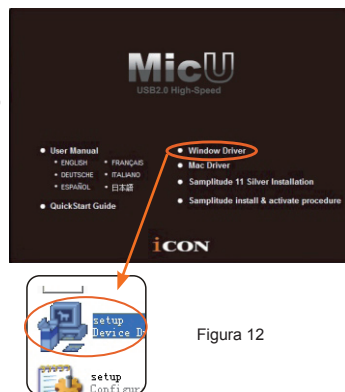 MicU
USB2.0 High-Speed
● User Manual
• ENGLISH • FRANÇAIS
• DEUTSCHE • ITALIANO
• ESPAÑOL • 日本語
● QuickStart Guide
● Window Driver
● Mac Driver
● Samplitude 11 Silver Installation
● Samplitude install & activate procedure
iCON
setup
Device D
setup
Configur
Figura 12